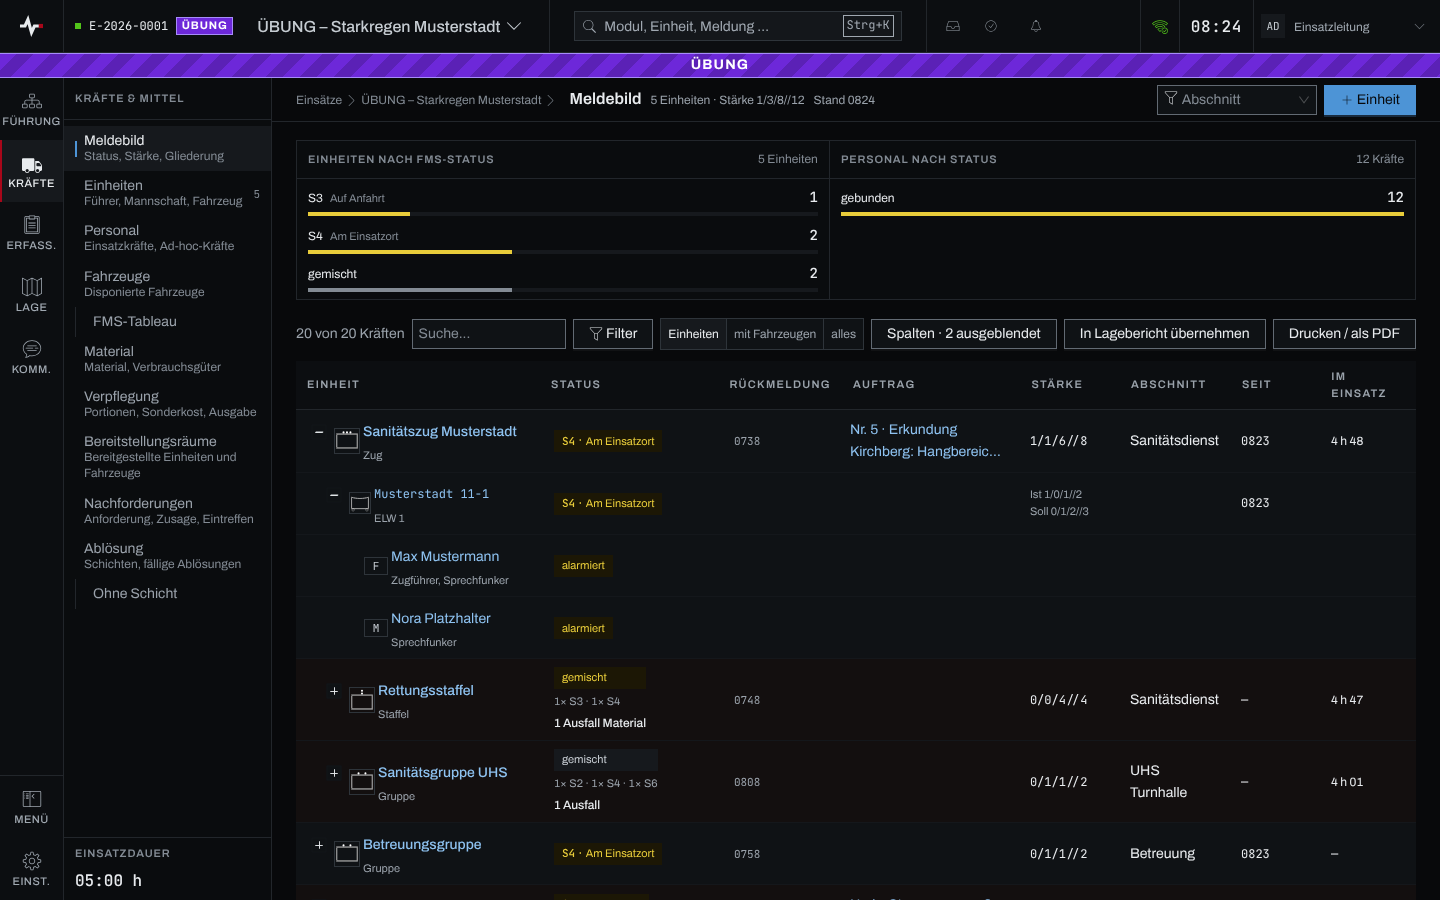 E-2026-0001 ÜBUNG ÜBUNG – Starkregen Musterstadt Modul, Einheit, Meldung ... Strg+K 08:24 AD Einsatzleitung
ÜBUNG
FÜHRUNG
KRÄFTE
ERFASS.
LAGE
KOMM.
MENÜ
EINST.
KRÄFTE & MITTEL
Meldebild
Status, Stärke, Gliederung
Einheiten 5
Führer, Mannschaft, Fahrzeug
Personal
Einsatzkräfte, Ad-hoc-Kräfte
Fahrzeuge
Disponierte Fahrzeuge
FMS-Tableau
Material
Material, Verbrauchsgüter
Verpflegung
Portionen, Sonderkost, Ausgabe
Bereitstellungsräume
Bereitgestellte Einheiten und
Fahrzeuge
Nachforderungen
Anforderung, Zusage, Eintreffen
Ablösung
Schichten, fällige Ablösungen
Ohne Schicht
EINSATZDAUER
05:00 h
Einsätze ÜBUNG – Starkregen Musterstadt Meldebild 5 Einheiten · Stärke 1/3/8//12 Stand 0824 Abschnitt + Einheit
EINHEITEN NACH FMS-STATUS 5 Einheiten
S3 Auf Anfahrt 1
S4 Am Einsatzort 2
gemischt 2
PERSONAL NACH STATUS 12 Kräfte
gebunden 12
20 von 20 Kräften Suche... Filter Einheiten mit Fahrzeugen alles Spalten · 2 ausgeblendet In Lagebericht übernehmen Drucken / als PDF
EINHEIT STATUS RÜCKMELDUNG AUFTRAG STÄRKE ABSCHNITT SEIT IM
EINSATZ
– Sanitätszug Musterstadt S4 · Am Einsatzort 0738 Nr. 5 · Erkundung 1/1/6//8 Sanitätsdienst 0823 4 h 48
Zug Kirchberg: Hangbereic...
– Musterstadt 11-1 S4 · Am Einsatzort Ist 1/0/1//2 0823
ELW 1 Soll 0/1/2//3
F Max Mustermann alarmiert
Zugführer, Sprechfunker
M Nora Platzhalter alarmiert
Sprechfunker
+ Rettungsstaffel gemischt 0748 0/0/4//4 Sanitätsdienst – 4 h 47
Staffel 1× S3 · 1× S4
1 Ausfall Material
+ Sanitätsgruppe UHS gemischt 0808 0/1/1//2 UHS – 4 h 01
Gruppe 1× S2 · 1× S4 · 1× S6 Turnhalle
1 Ausfall
+ Betreuungsgruppe S4 · Am Einsatzort 0758 0/1/1//2 Betreuung 0823 –
Gruppe